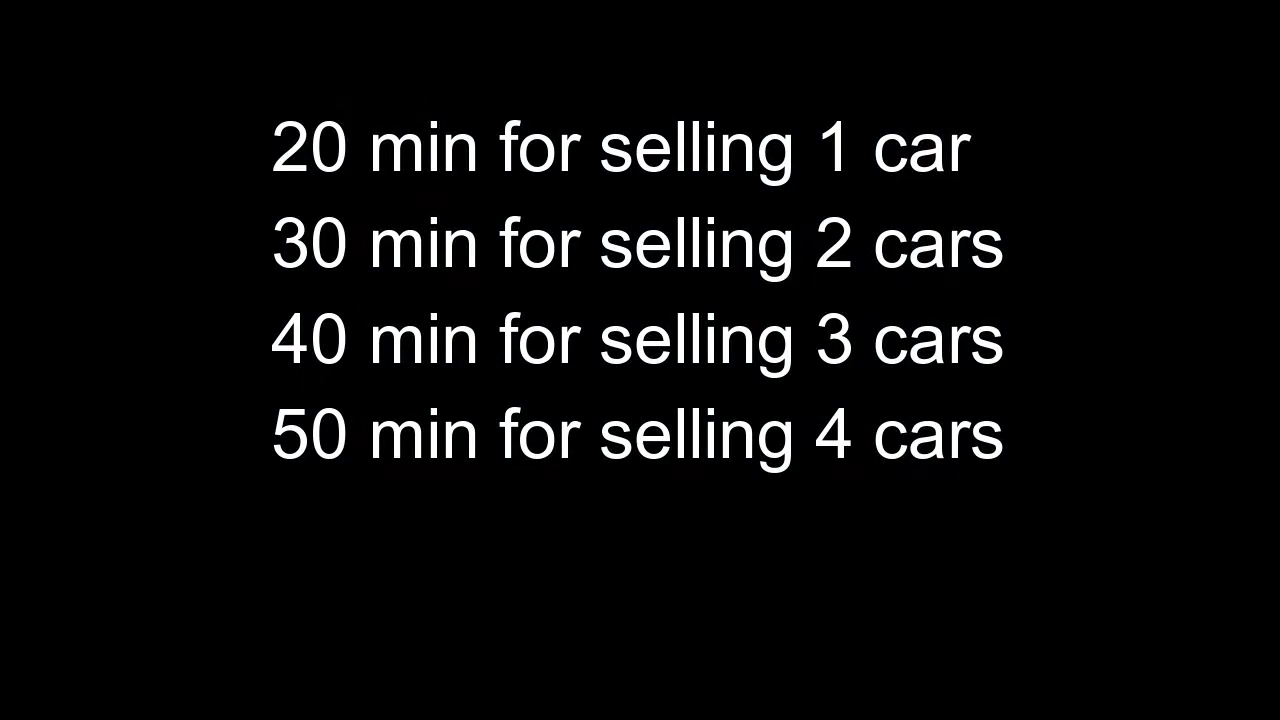 20 min for selling 1 car
30 min for selling 2 cars
40 min for selling 3 cars
50 min for selling 4 cars